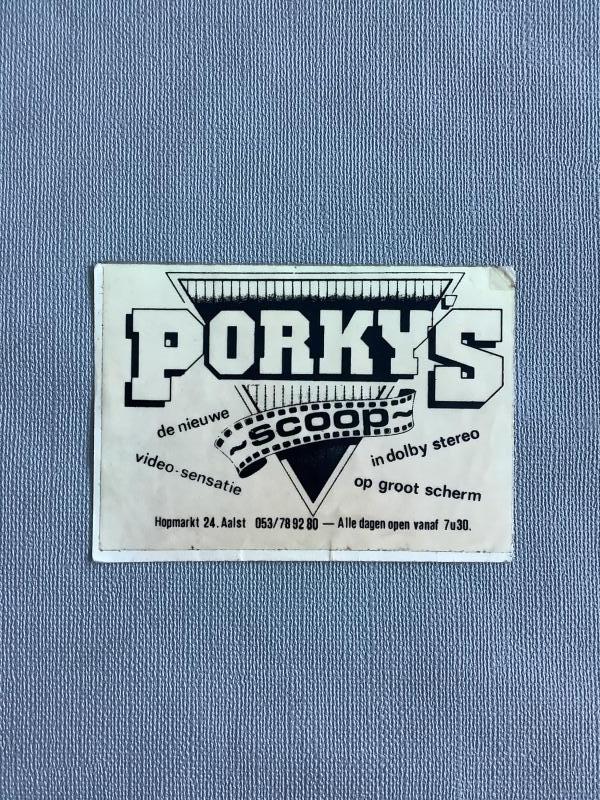 PORKY'S
~scoop~
de nieuwe
video-sensatie
in dolby stereo
op groot scherm
Hopmarkt 24. Aalst 053/78 92 80 — Alle dagen open vanaf 7u30.